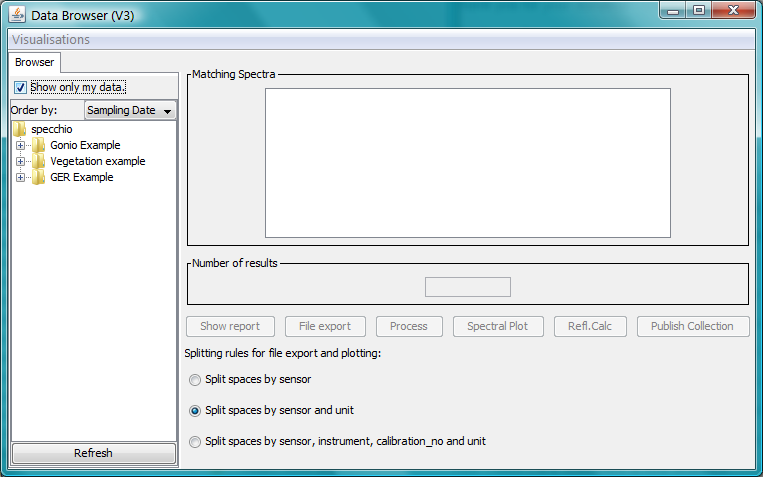 Data Browser (V3)
Visualisations
Browser
Show only my data.
Order by: Sampling Date
specchio
Gonio Example
Vegetation example
GER Example
Refresh
Matching Spectra
Number of results
Show report File export Process Spectral Plot Refl.Calc Publish Collection
Splitting rules for file export and plotting:
Split spaces by sensor
Split spaces by sensor and unit
Split spaces by sensor, instrument, calibration_no and unit